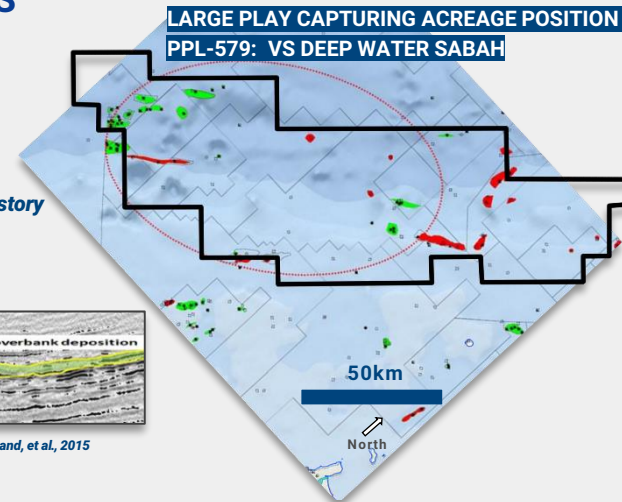 S
LARGE PLAY CAPTURING ACREAGE POSITION
PPL-579: VS DEEP WATER SABAH
story
overbank deposition
50km
North
and, et al., 2015